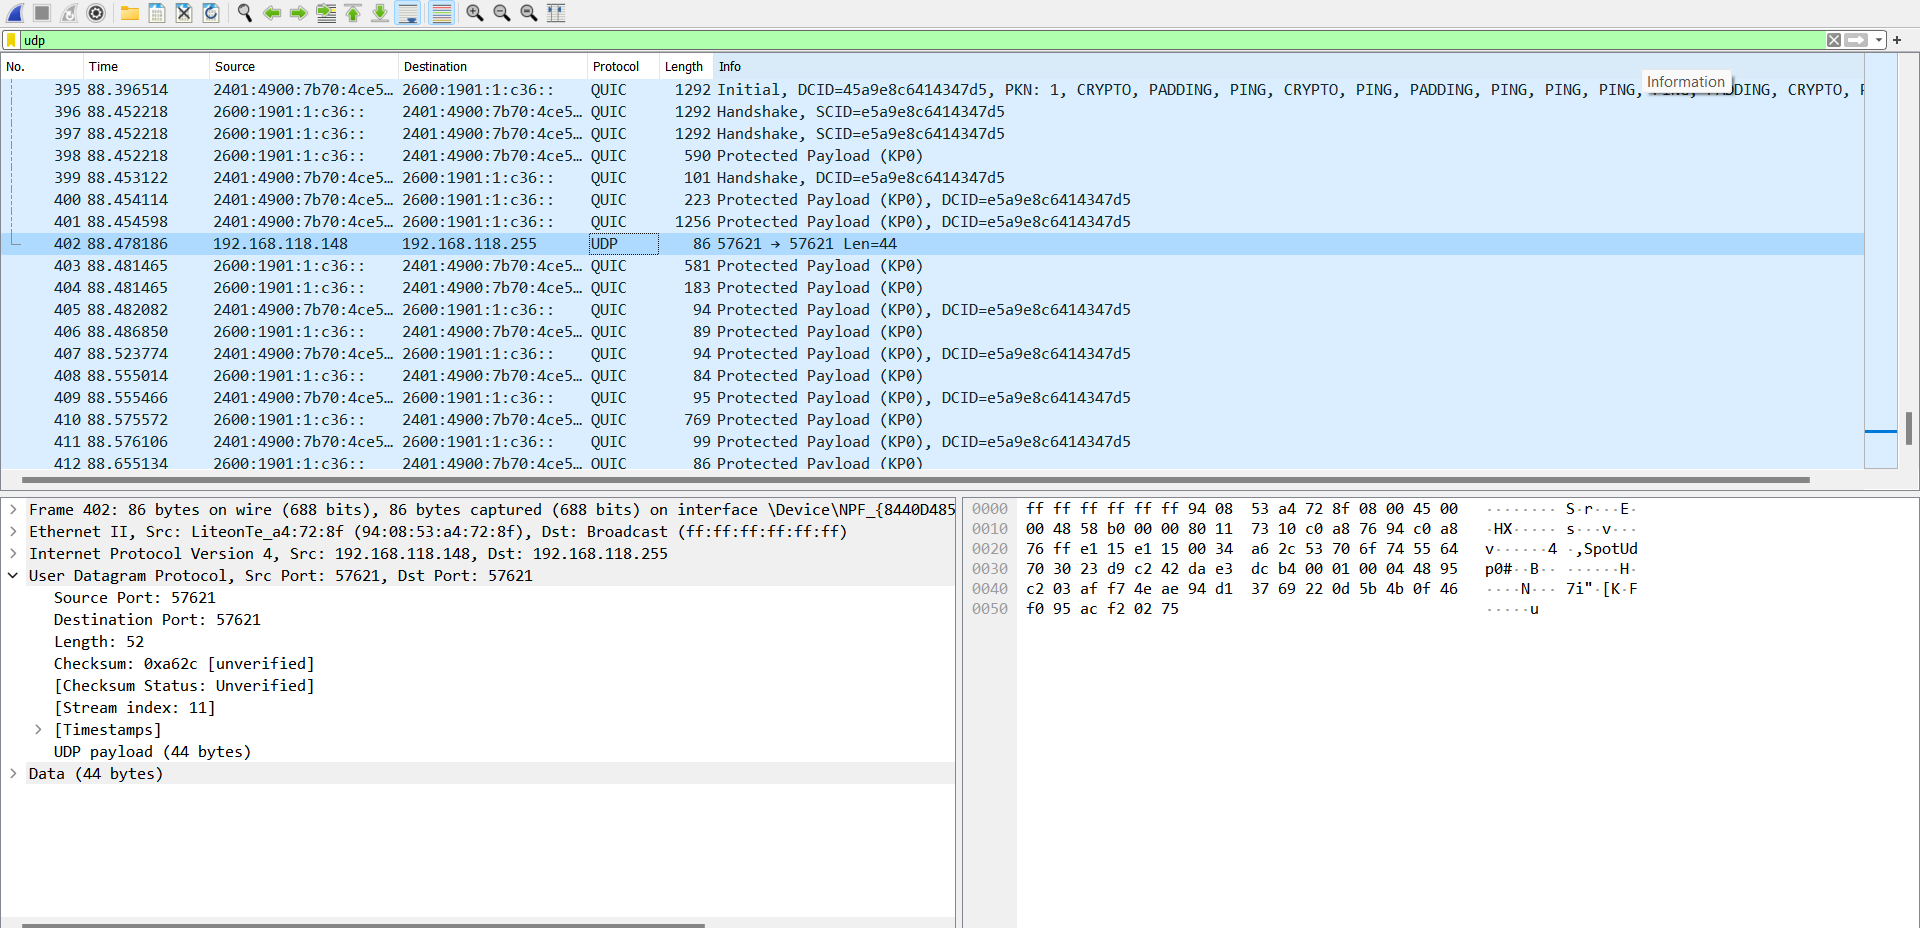 udp
No. Time Source Destination Protocol Length Info
Information
395 88.396514 2401:4900:7b70:4ce5… 2600:1901:1:c36:: QUIC 1292 Initial, DCID=45a9e8c6414347d5, PKN: 1, CRYPTO, PADDING, PING, CRYPTO, PING, PADDING, PING, PING, PING, PING, PADDING, CRYPTO, P
396 88.452218 2600:1901:1:c36:: 2401:4900:7b70:4ce5… QUIC 1292 Handshake, SCID=e5a9e8c6414347d5
397 88.452218 2600:1901:1:c36:: 2401:4900:7b70:4ce5… QUIC 1292 Handshake, SCID=e5a9e8c6414347d5
398 88.452218 2600:1901:1:c36:: 2401:4900:7b70:4ce5… QUIC 590 Protected Payload (KP0)
399 88.453122 2401:4900:7b70:4ce5… 2600:1901:1:c36:: QUIC 101 Handshake, DCID=e5a9e8c6414347d5
400 88.454114 2401:4900:7b70:4ce5… 2600:1901:1:c36:: QUIC 223 Protected Payload (KP0), DCID=e5a9e8c6414347d5
401 88.454598 2401:4900:7b70:4ce5… 2600:1901:1:c36:: QUIC 1256 Protected Payload (KP0), DCID=e5a9e8c6414347d5
402 88.478186 192.168.118.148 192.168.118.255 UDP 86 57621 → 57621 Len=44
403 88.481465 2600:1901:1:c36:: 2401:4900:7b70:4ce5… QUIC 581 Protected Payload (KP0)
404 88.481465 2600:1901:1:c36:: 2401:4900:7b70:4ce5… QUIC 183 Protected Payload (KP0)
405 88.482082 2401:4900:7b70:4ce5… 2600:1901:1:c36:: QUIC 94 Protected Payload (KP0), DCID=e5a9e8c6414347d5
406 88.486850 2600:1901:1:c36:: 2401:4900:7b70:4ce5… QUIC 89 Protected Payload (KP0)
407 88.523774 2401:4900:7b70:4ce5… 2600:1901:1:c36:: QUIC 94 Protected Payload (KP0), DCID=e5a9e8c6414347d5
408 88.555014 2600:1901:1:c36:: 2401:4900:7b70:4ce5… QUIC 84 Protected Payload (KP0)
409 88.555466 2401:4900:7b70:4ce5… 2600:1901:1:c36:: QUIC 95 Protected Payload (KP0), DCID=e5a9e8c6414347d5
410 88.575572 2600:1901:1:c36:: 2401:4900:7b70:4ce5… QUIC 769 Protected Payload (KP0)
411 88.576106 2401:4900:7b70:4ce5… 2600:1901:1:c36:: QUIC 99 Protected Payload (KP0), DCID=e5a9e8c6414347d5
412 88.655134 2600:1901:1:c36:: 2401:4900:7b70:4ce5… QUIC 86 Protected Payload (KP0)
Frame 402: 86 bytes on wire (688 bits), 86 bytes captured (688 bits) on interface \Device\NPF_{8440D485
Ethernet II, Src: LiteonTe_a4:72:8f (94:08:53:a4:72:8f), Dst: Broadcast (ff:ff:ff:ff:ff:ff)
Internet Protocol Version 4, Src: 192.168.118.148, Dst: 192.168.118.255
User Datagram Protocol, Src Port: 57621, Dst Port: 57621
Source Port: 57621
Destination Port: 57621
Length: 52
Checksum: 0xa62c [unverified]
[Checksum Status: Unverified]
[Stream index: 11]
[Timestamps]
UDP payload (44 bytes)
Data (44 bytes)
0000 ff ff ff ff ff ff 94 08 53 a4 72 8f 08 00 45 00 ········ S·r···E·
0010 00 48 58 b0 00 00 80 11 73 10 c0 a8 76 94 c0 a8 ·HX····· s···v···
0020 76 ff e1 15 e1 15 00 34 a6 2c 53 70 6f 74 55 64 v······4 ·,SpotUd
0030 70 30 23 d9 c2 42 da e3 dc b4 00 01 00 04 48 95 p0#··B·· ······H·
0040 c2 03 af f7 4e ae 94 d1 37 69 22 0d 5b 4b 0f 46 ····N··· 7i"·[K·F
0050 f0 95 ac f2 02 75 ·····u